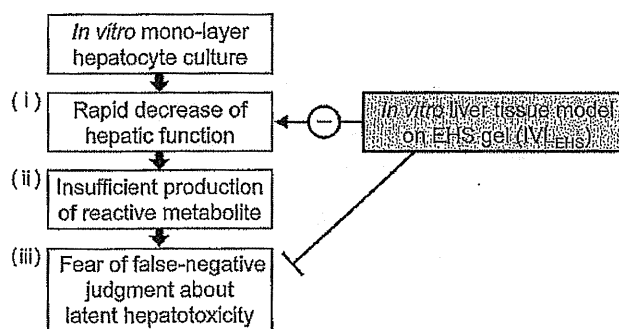 In vitro mono-layer
hepatocyte culture
(i)
Rapid decrease of
hepatic function
−
In vitro liver tissue model
on EHS gel (IVL EHS)
(ii)
Insufficient production
of reactive metabolite
(iii)
Fear of false-negative
judgment about
latent hepatotoxicity